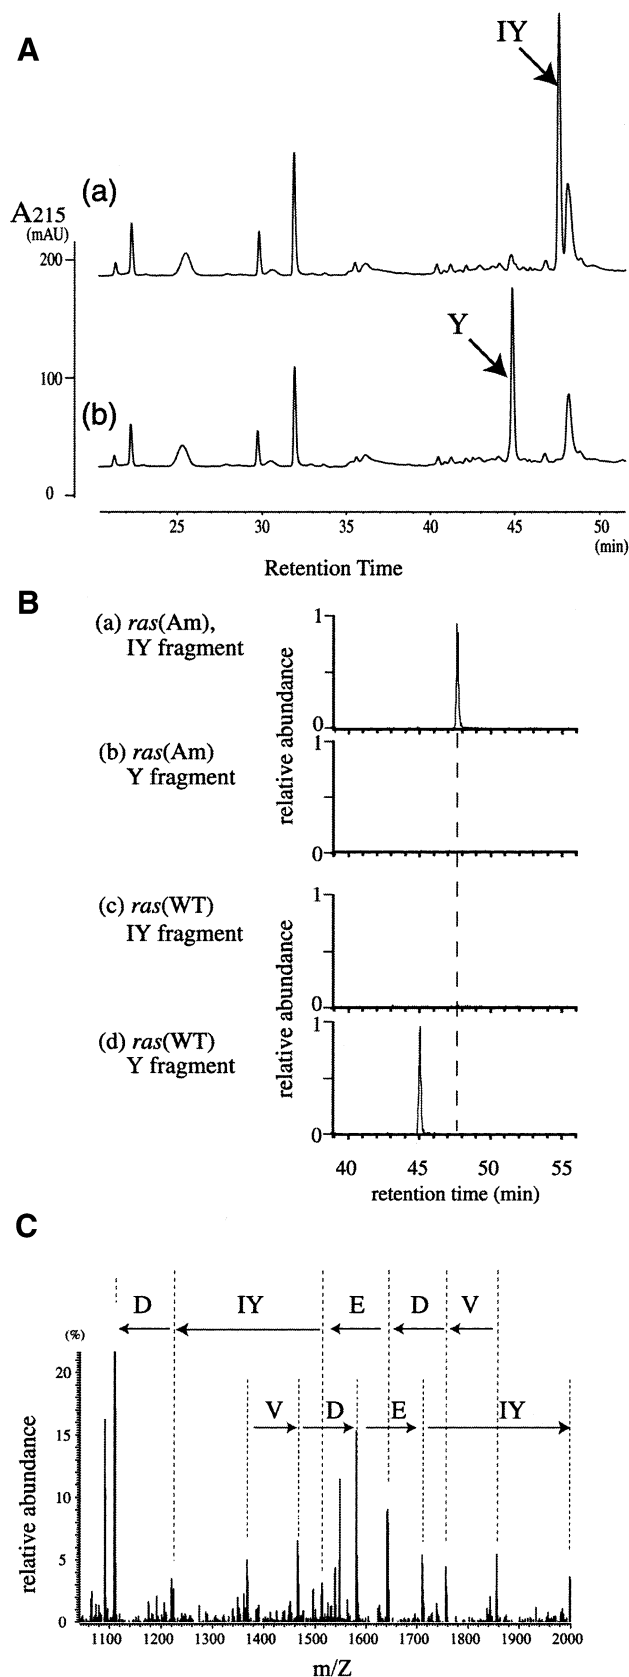 A
IY
(a)
A215
(mAU)
200
Y
100
(b)
0
25 30 35 40 45 50
(min)
Retention Time
B
(a) ras(Am),
IY fragment
1
0
(b) ras(Am)
Y fragment
1
0
relative abundance
(c) ras(WT)
IY fragment
1
0
(d) ras(WT)
Y fragment
1
0
relative abundance
40 45 50 55
retention time (min)
C
D IY E D V
(%)
V D E IY
20
15
10
5
0
relative abundance
1100 1200 1300 1400 1500 1600 1700 1800 1900 2000
m/Z